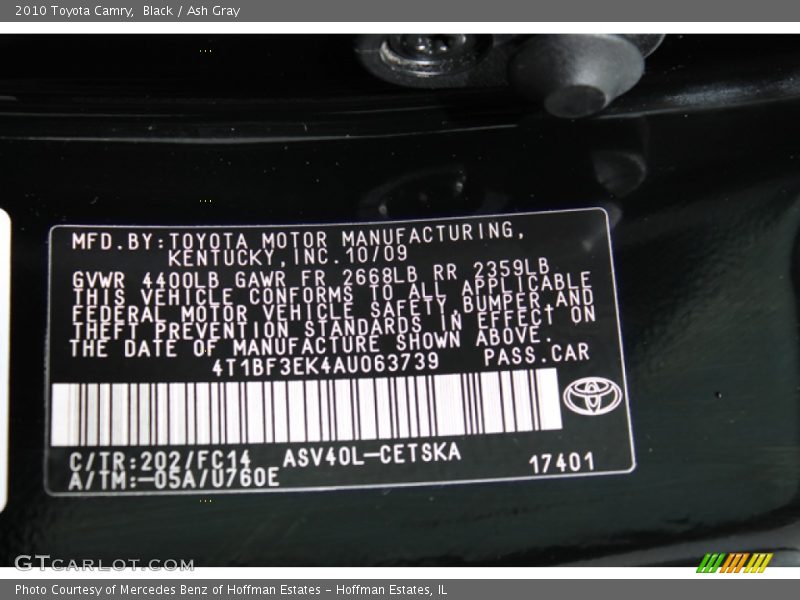 2010 Toyota Camry, Black / Ash Gray
MFD.BY:TOYOTA MOTOR MANUFACTURING,
KENTUCKY,INC.10/09
GVWR 4400LB GAWR FR 2668LB RR 2359LB
THIS VEHICLE CONFORMS TO ALL APPLICABLE
FEDERAL MOTOR VEHICLE SAFETY,BUMPER,AND
THEFT PREVENTION STANDARDS IN EFFECT ON
THE DATE OF MANUFACTURE SHOWN ABOVE.
4T1BF3EK4AU063739 PASS.CAR
C/TR:202/FC14 ASV40L-CETSKA
A/TM:-05A/U760E 17401
GTCARLOT.COM
Photo Courtesy of Mercedes Benz of Hoffman Estates - Hoffman Estates, IL